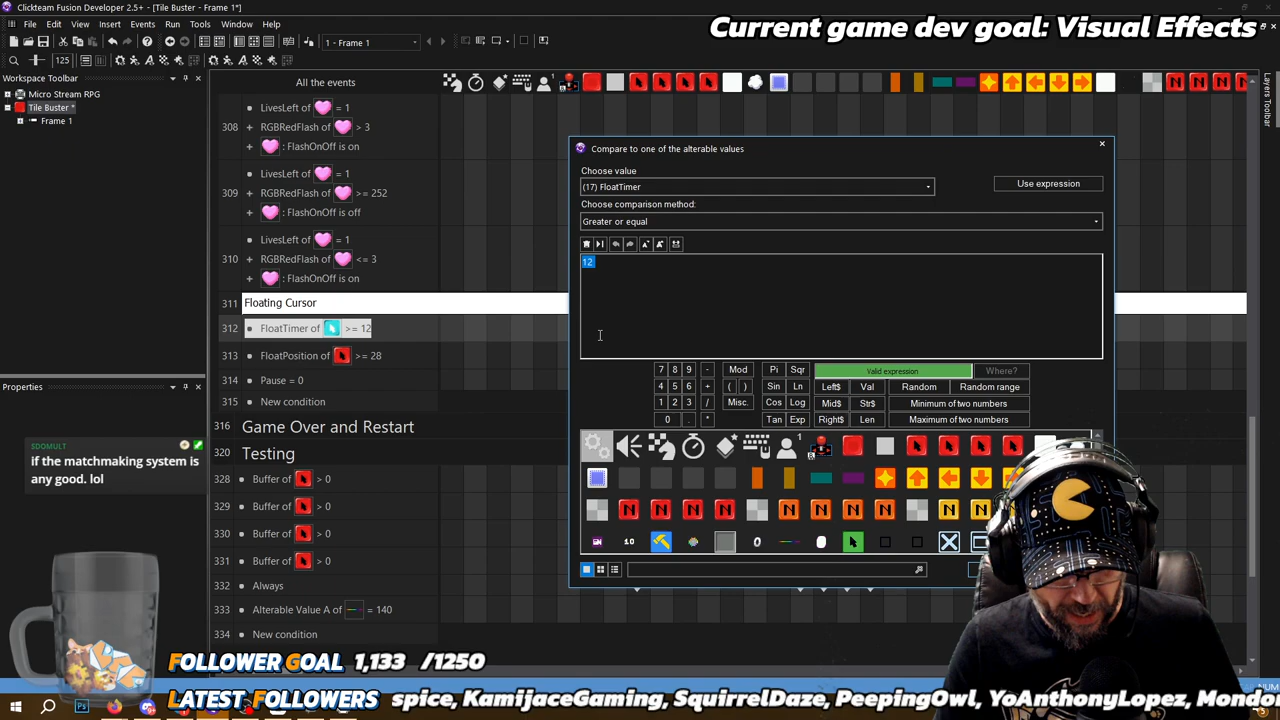 Clickteam Fusion Developer 2.5+ - [Tile Buster - Frame 1*]
Current game dev goal: Visual Effects
File Edit View Insert Events Run Tools Window Help
1 - Frame 1
123
Workspace Toolbar
Micro Stream RPG
Tile Buster *
Frame 1
Properties
All the events
Layers Toolbar
LivesLeft of = 1
308 RGBRedFlash of > 3
: FlashOnOff is on
LivesLeft of = 1
309 RGBRedFlash of >= 252
: FlashOnOff is off
LivesLeft of = 1
310 RGBRedFlash of <= 3
: FlashOnOff is on
311 Floating Cursor
312 FloatTimer of >= 12
313 FloatPosition of >= 28
314 Pause = 0
315 New condition
316 Game Over and Restart
320 Testing
328 Buffer of > 0
329 Buffer of > 0
330 Buffer of > 0
331 Buffer of > 0
332 Always
333 Alterable Value A of = 140
334 New condition
Compare to one of the alterable values
Choose value
(17) FloatTimer
Use expression
Choose comparison method:
Greater or equal
12
7 8 9 - Mod Pi Sqr Valid expression Where?
4 5 6 + ( ) Sin Ln Left$ Val Random Random range
1 2 3 / Misc. Cos Log Mid$ Str$ Minimum of two numbers
0 . * Tan Exp Right$ Len Maximum of two numbers
SDOMULT
if the matchmaking system is
any good. lol
FOLLOWER GOAL 1,133 /1250
LATEST FOLLOWERS spice, KamijaceGaming, SquirrelDaze, PeepingOwl, YoAnthonyLopez, Mondo